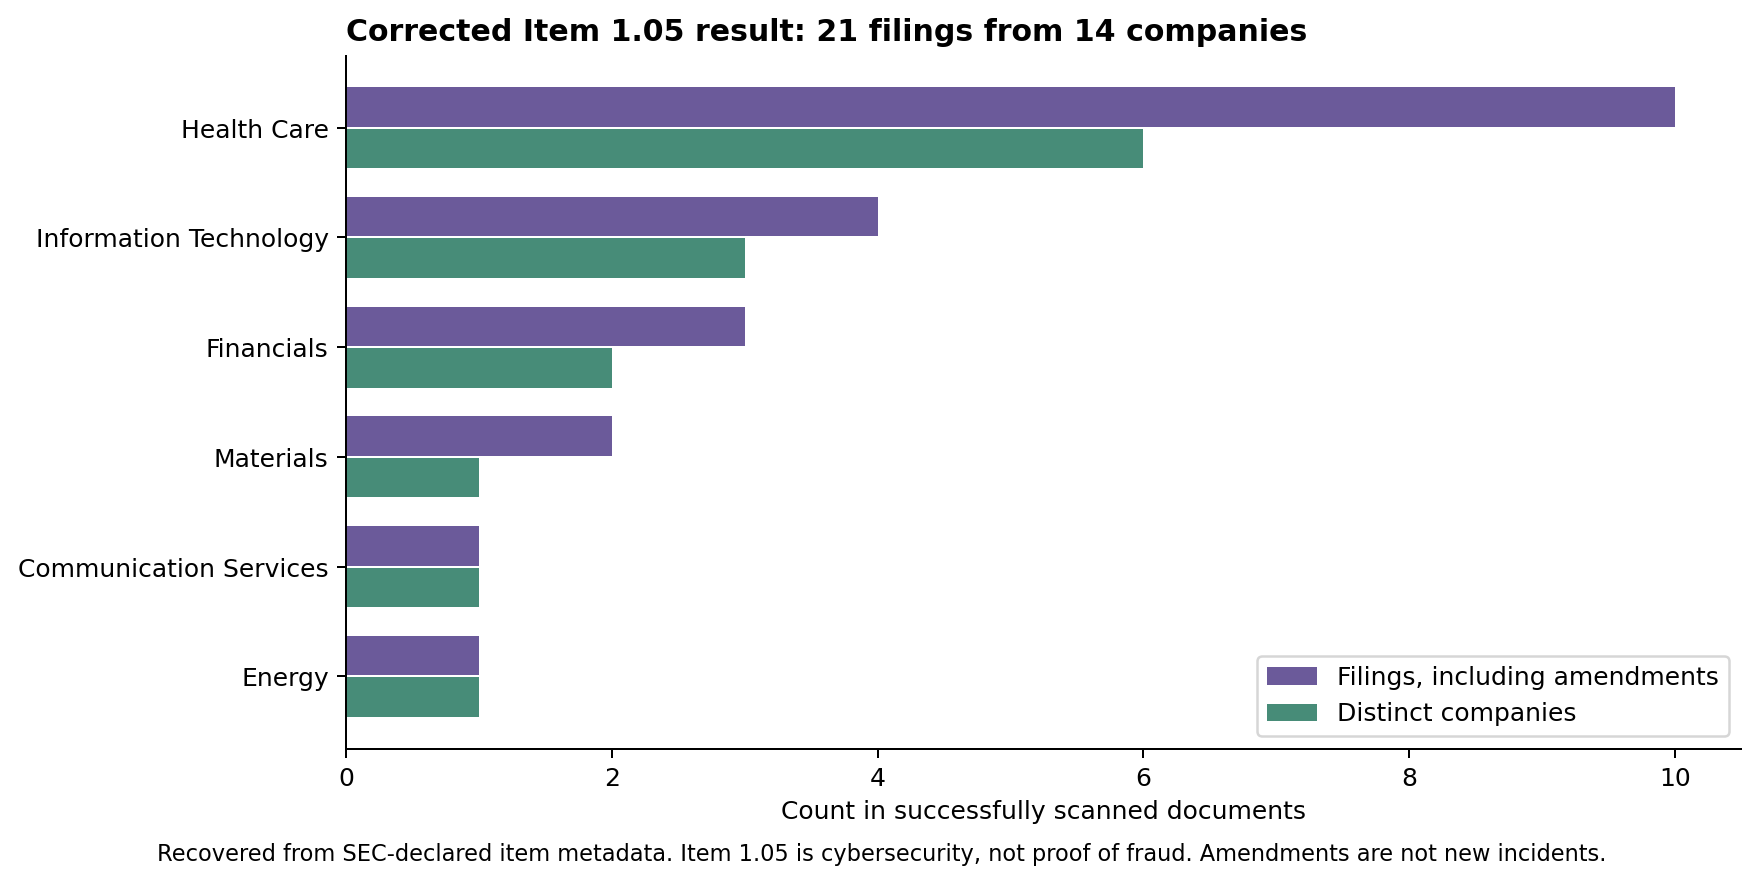 Corrected Item 1.05 result: 21 filings from 14 companies
Health Care
Information Technology
Financials
Materials
Communication Services
Energy
Filings, including amendments
Distinct companies
0 2 4 6 8 10
Count in successfully scanned documents
Recovered from SEC-declared item metadata. Item 1.05 is cybersecurity, not proof of fraud. Amendments are not new incidents.